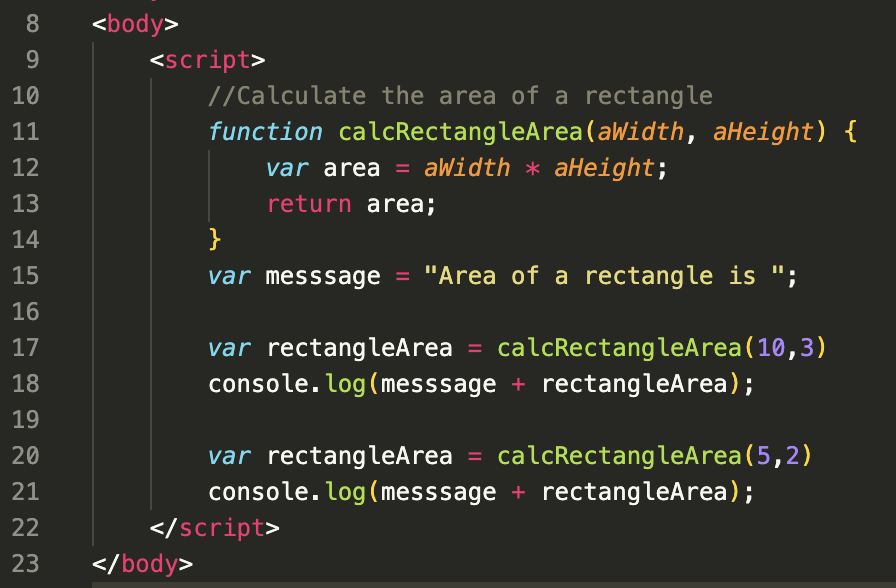 8 <body>
9 <script>
10 //Calculate the area of a rectangle
11 function calcRectangleArea(aWidth, aHeight) {
12 var area = aWidth * aHeight;
13 return area;
14 }
15 var messsage = "Area of a rectangle is ";
16
17 var rectangleArea = calcRectangleArea(10,3)
18 console.log(messsage + rectangleArea);
19
20 var rectangleArea = calcRectangleArea(5,2)
21 console.log(messsage + rectangleArea);
22 </script>
23 </body>